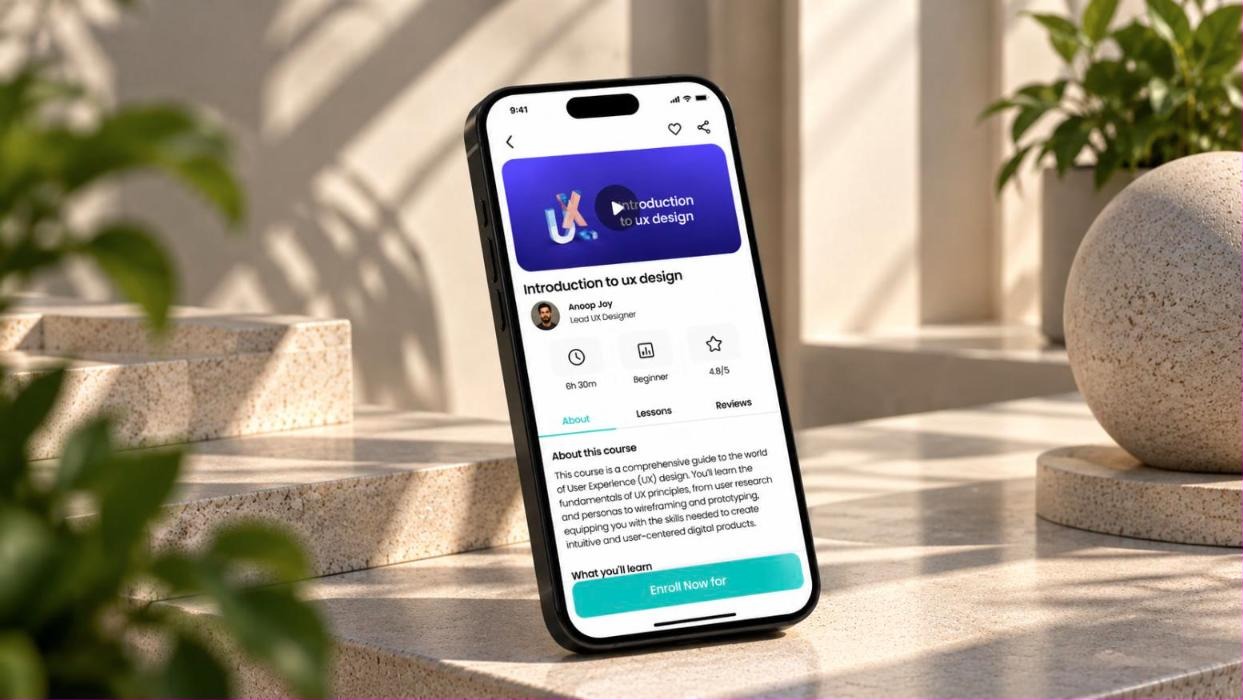 9:41
UX
Introduction
to ux design
Introduction to ux design
Anoop Joy
Lead UX Designer
6h 30m
Beginner
4.8/5
About
Lessons
Reviews
About this course
This course is a comprehensive guide to the world
of User Experience (UX) design. You'll learn the
fundamentals of UX principles, from user research
and personas to wireframing and prototyping,
equipping you with the skills needed to create
intuitive and user-centered digital products.
What you'll learn
Enroll Now for